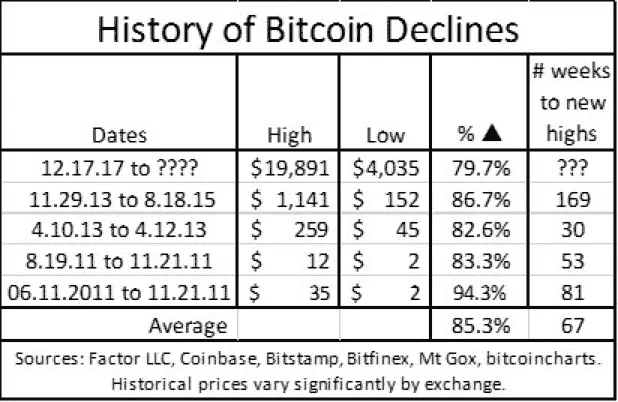 History of Bitcoin Declines
Dates High Low % ▲ # weeks to new highs
12.17.17 to ???? $19,891 $4,035 79.7% ???
11.29.13 to 8.18.15 $ 1,141 $ 152 86.7% 169
4.10.13 to 4.12.13 $ 259 $ 45 82.6% 30
8.19.11 to 11.21.11 $ 12 $ 2 83.3% 53
06.11.2011 to 11.21.11 $ 35 $ 2 94.3% 81
Average 85.3% 67
Sources: Factor LLC, Coinbase, Bitstamp, Bitfinex, Mt Gox, bitcoincharts.
Historical prices vary significantly by exchange.